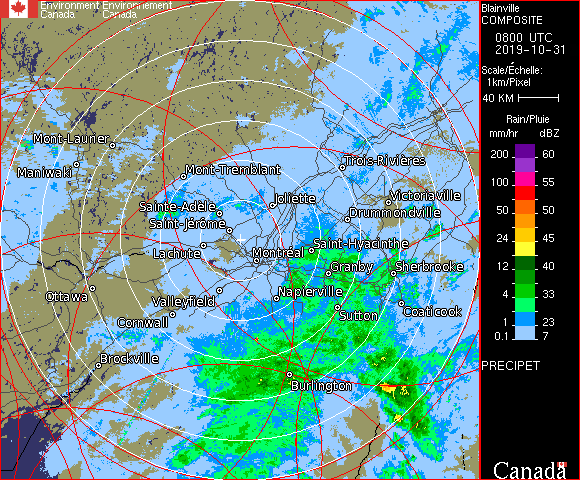 Environment Environnement
Canada Canada
Blainville
COMPOSITE
0800 UTC
2019-10-31
Scale/Échelle:
1km/Pixel
40 KM
Rain/Pluie
mm/hr dBZ
200 60
100 55
50 50
24 45
12 40
4 33
1 23
0.1 7
PRECIPET
Canada
Mont-Laurier
Maniwaki
Mont-Tremblant
Trois-Rivières
Sainte-Adele
Joliette
Victoriaville
Drummondville
Saint-Jérôme
Lachute
Montréal
Saint-Hyacinthe
Granby
Sherbrooke
Ottawa
Valleyfield
Napierville
Coaticook
Cornwall
Sutton
Brockville
Burlington